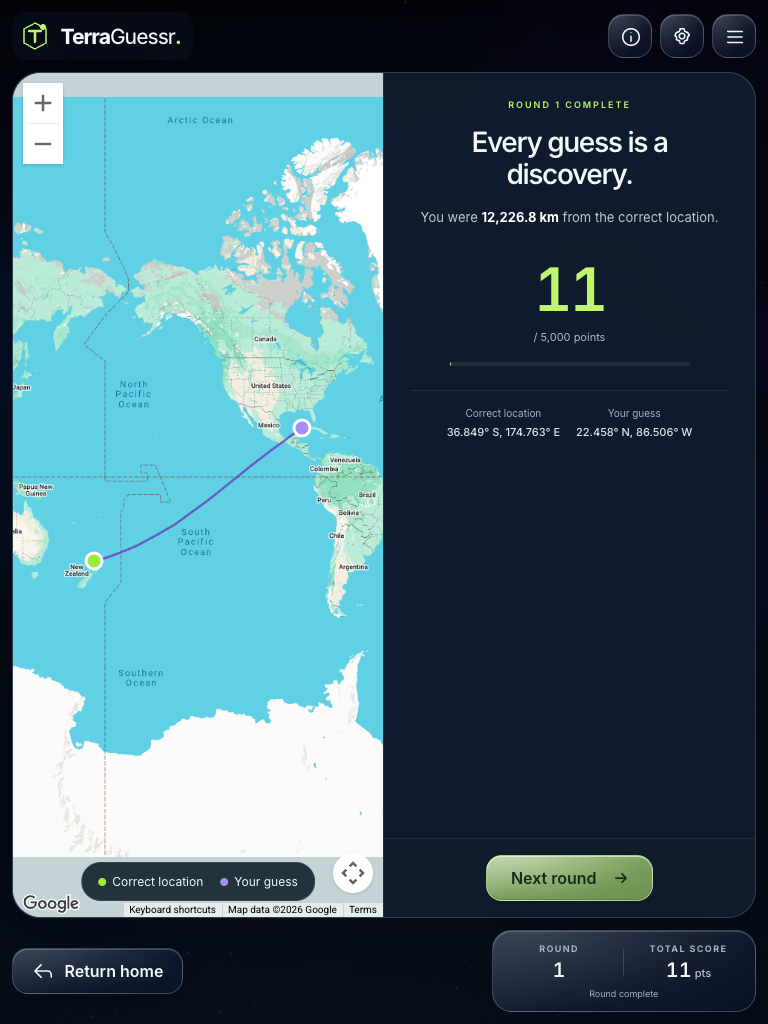 TerraGuessr.
Arctic Ocean
Canada
North
Pacific
Ocean
United States
Japan
Mexico
Venezuela
Colombia
Papua New
Guinea
Peru
Brazil
Bolivia
South
Pacific
Ocean
Chile
New
Zealand
Argentina
Southern
Ocean
Correct location
Your guess
Google
Keyboard shortcuts
Map data ©2026 Google
Terms
ROUND 1 COMPLETE
Every guess is a
discovery.
You were 12,226.8 km from the correct location.
11
/ 5,000 points
Correct location Your guess
36.849° S, 174.763° E 22.458° N, 86.506° W
Next round
Return home
ROUND TOTAL SCORE
1 11 pts
Round complete